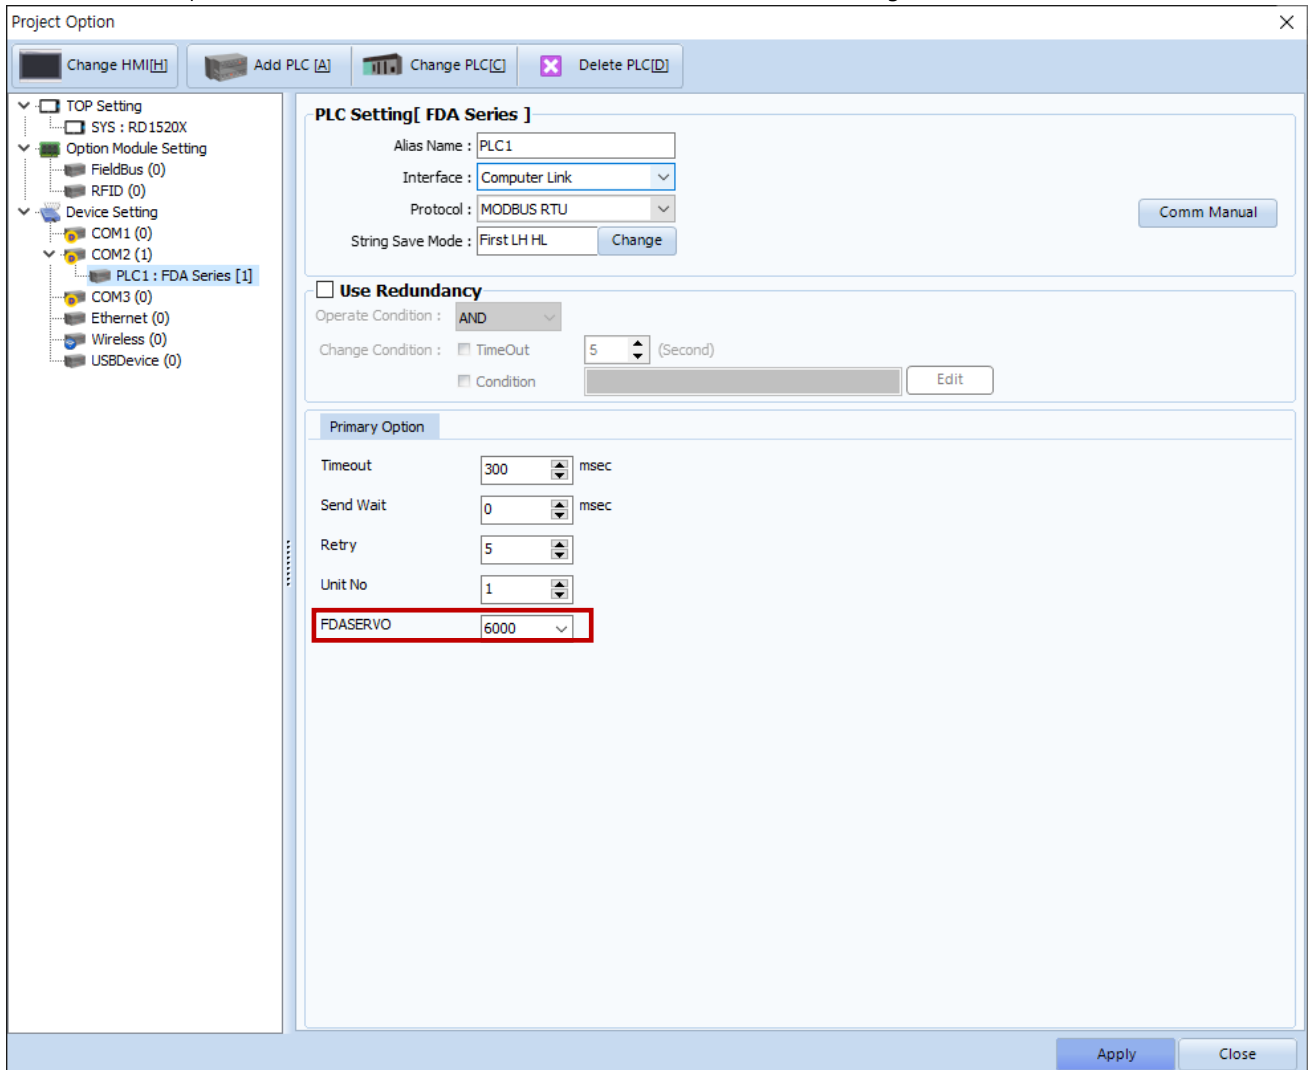 Project Option
Change HMI[H]
Add PLC [A]
Change PLC[C]
Delete PLC[D]
TOP Setting
SYS : RD1520X
Option Module Setting
FieldBus (0)
RFID (0)
Device Setting
COM1 (0)
COM2 (1)
PLC1 : FDA Series [1]
COM3 (0)
Ethernet (0)
Wireless (0)
USBDevice (0)
PLC Setting[ FDA Series ]
Alias Name : PLC1
Interface : Computer Link
Protocol : MODBUS RTU
Comm Manual
String Save Mode : First LH HL Change
Use Redundancy
Operate Condition : AND
Change Condition : TimeOut 5 (Second)
Condition Edit
Primary Option
Timeout 300 msec
Send Wait 0 msec
Retry 5
Unit No 1
FDASERVO 6000
Apply Close